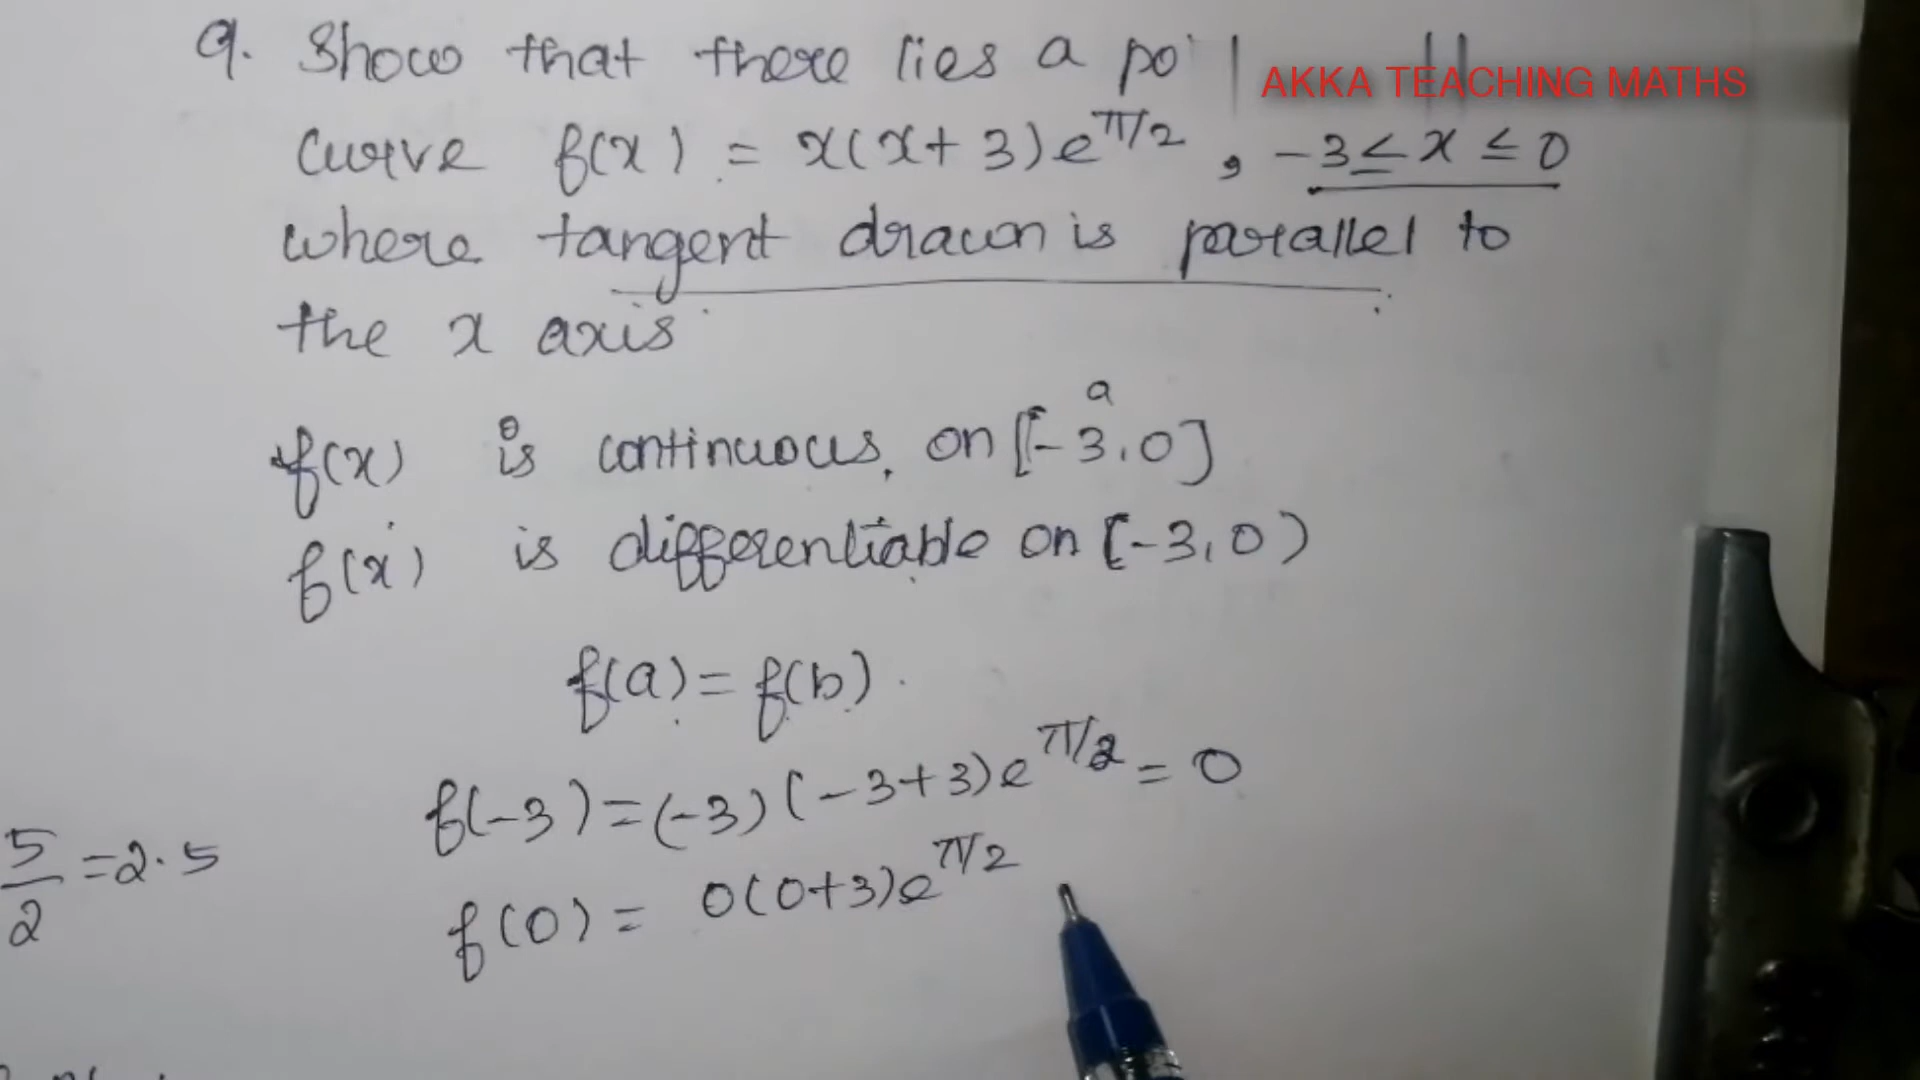 9. Show that there lies a
AKKA TEACHING MATHS
curve f(x) = x(x+3)e^π/2, -3≤x≤0
where tangent drawn is parallel to
the x axis
a
f(x) is continuous, on [-3,0]
f(x) is differentiable on (-3,0)
f(a) = f(b).
f(-3) = (-3)(-3+3)e^π/2 = 0
5/2 = 2.5
f(0) = 0(0+3)e^π/2